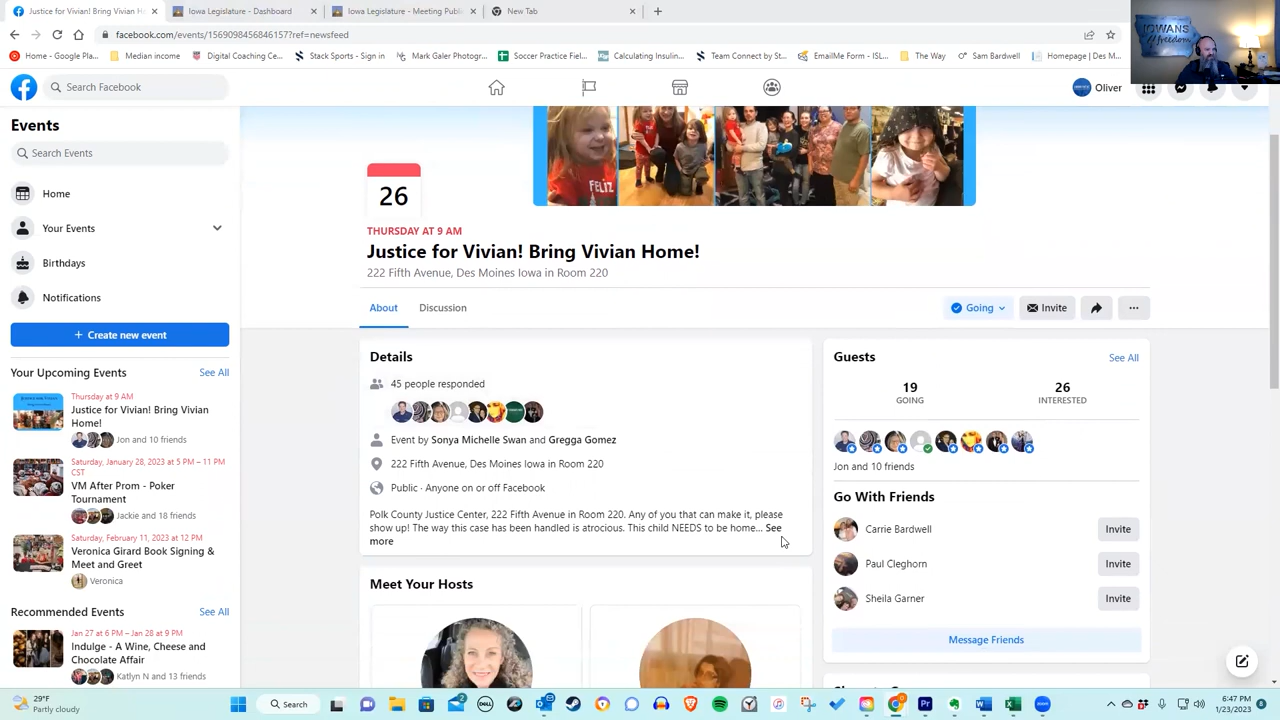 Justice for Vivian! Bring Vivian H
Iowa Legislature - Dashboard
Iowa Legislature - Meeting Publi
New Tab
facebook.com/events/1569098456846157?ref=newsfeed
Home - Google Pla...
Median income
Digital Coaching Ce...
Stack Sports - Sign in
Mark Galer Photogr...
Soccer Practice Fiel...
Calculating Insulin...
Team Connect by St...
EmailMe Form - ISL...
The Way
Sam Bardwell
Homepage | Des M...
IOWANS
of freedom
Search Facebook
Oliver
Events
Search Events
Home
Your Events
Birthdays
Notifications
+ Create new event
Your Upcoming Events
See All
Thursday at 9 AM
Justice for Vivian! Bring Vivian
Home!
Jon and 10 friends
Saturday, January 28, 2023 at 5 PM – 11 PM
CST
VM After Prom - Poker
Tournament
Jackie and 18 friends
Saturday, February 11, 2023 at 12 PM
Veronica Girard Book Signing &
Meet and Greet
Veronica
Recommended Events
See All
Jan 27 at 6 PM – Jan 28 at 9 PM
Indulge - A Wine, Cheese and
Chocolate Affair
Katlyn N and 13 friends
FELIZ
26
THURSDAY AT 9 AM
Justice for Vivian! Bring Vivian Home!
222 Fifth Avenue, Des Moines Iowa in Room 220
About
Discussion
Going
Invite
Details
45 people responded
Event by Sonya Michelle Swan and Gregga Gomez
222 Fifth Avenue, Des Moines Iowa in Room 220
Public · Anyone on or off Facebook
Polk County Justice Center, 222 Fifth Avenue in Room 220. Any of you that can make it, please
show up! The way this case has been handled is atrocious. This child NEEDS to be home... See
more
Meet Your Hosts
Guests
See All
19
GOING
26
INTERESTED
Jon and 10 friends
Go With Friends
Carrie Bardwell
Invite
Paul Cleghorn
Invite
Sheila Garner
Invite
Message Friends
29°F
Partly cloudy
Search
6:47 PM
1/23/2023